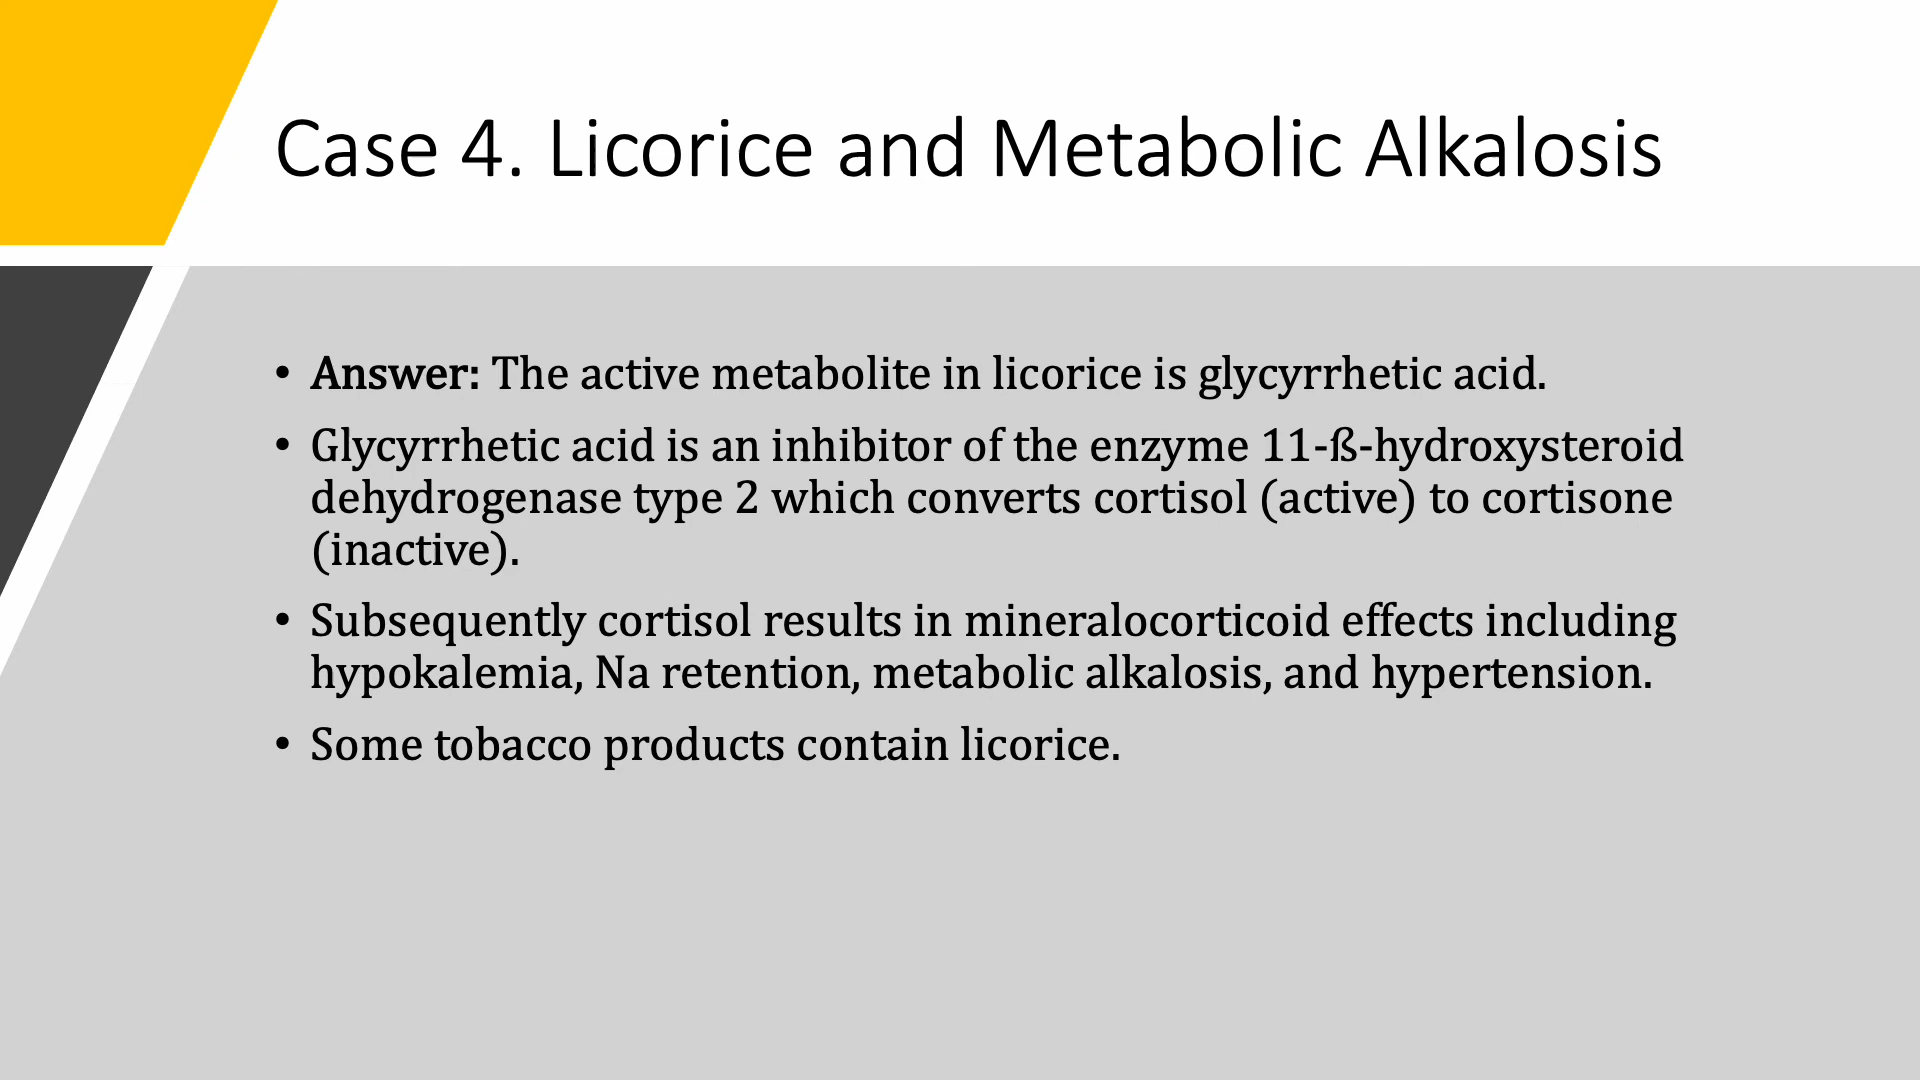 Case 4. Licorice and Metabolic Alkalosis
• Answer: The active metabolite in licorice is glycyrrhetic acid.
• Glycyrrhetic acid is an inhibitor of the enzyme 11-ß-hydroxysteroid
dehydrogenase type 2 which converts cortisol (active) to cortisone
(inactive).
• Subsequently cortisol results in mineralocorticoid effects including
hypokalemia, Na retention, metabolic alkalosis, and hypertension.
• Some tobacco products contain licorice.